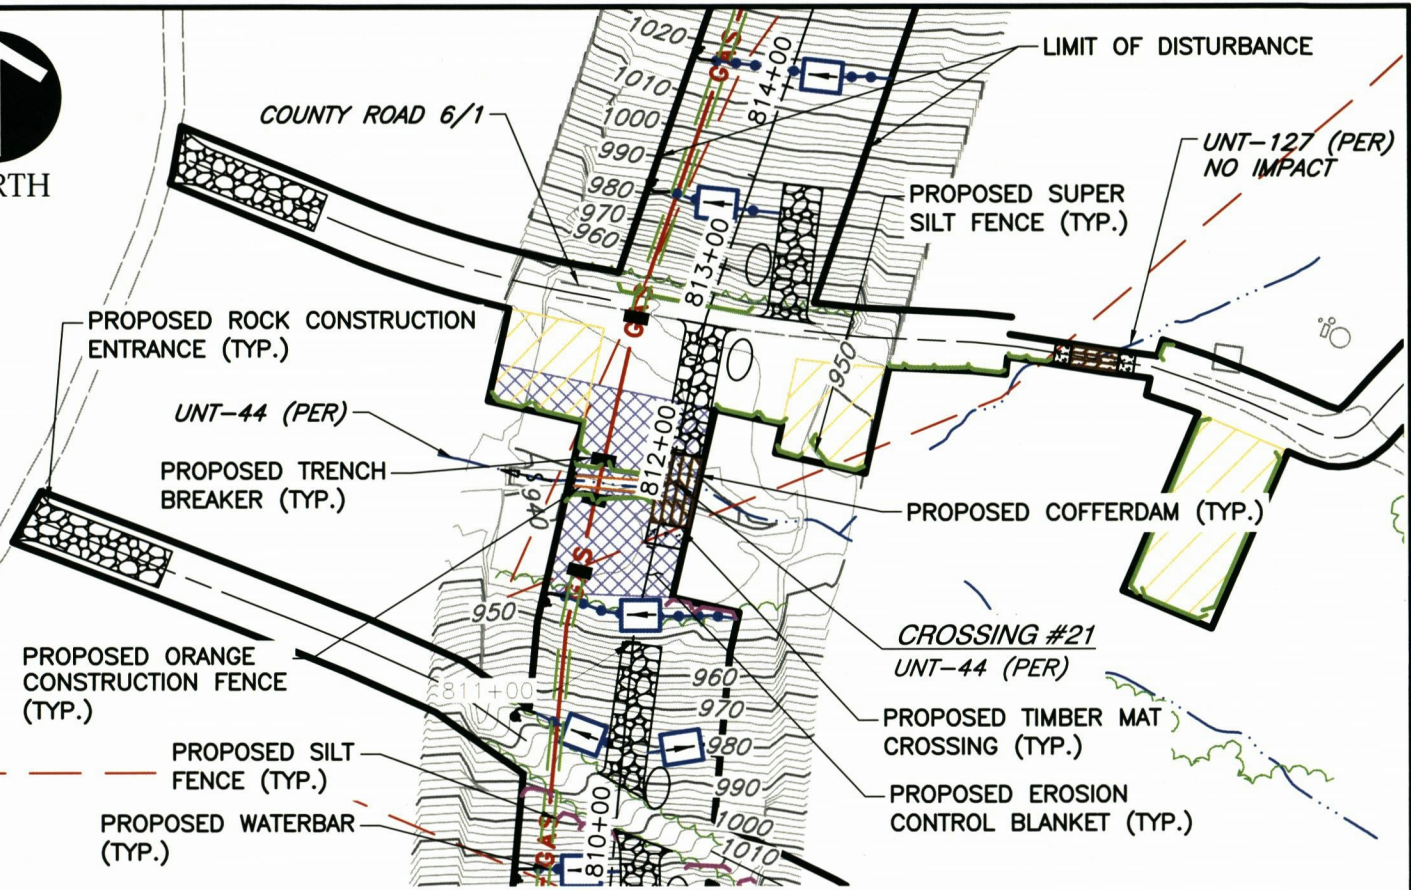 1020
1010
1000
990
980
970
960
GAS
814+00
LIMIT OF DISTURBANCE
COUNTY ROAD 6/1
UNT-127 (PER)
NO IMPACT
RTH
PROPOSED SUPER
SILT FENCE (TYP.)
813+00
GAS
PROPOSED ROCK CONSTRUCTION
ENTRANCE (TYP.)
950
UNT-44 (PER)
812+00
PROPOSED TRENCH
BREAKER (TYP.)
940
PROPOSED COFFERDAM (TYP.)
GAS
950
CROSSING #21
UNT-44 (PER)
PROPOSED ORANGE
CONSTRUCTION FENCE
(TYP.)
811+00
960
970
980
990
1000
1010
PROPOSED TIMBER MAT
CROSSING (TYP.)
PROPOSED SILT
FENCE (TYP.)
PROPOSED EROSION
CONTROL BLANKET (TYP.)
PROPOSED WATERBAR
(TYP.)
GAS
810+00